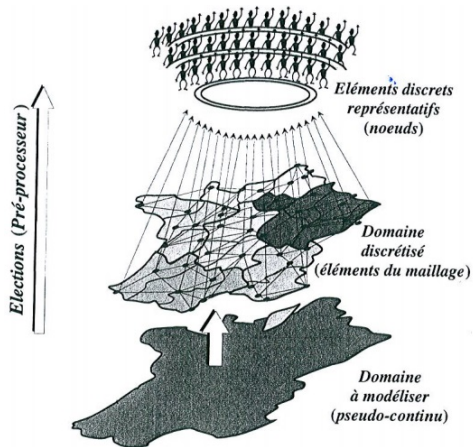 Eléments discrets
représentatifs
(noeuds)
Elections (Pré-processeur)
Domaine
discrétisé
(éléments du maillage)
Domaine
à modéliser
(pseudo-continu)